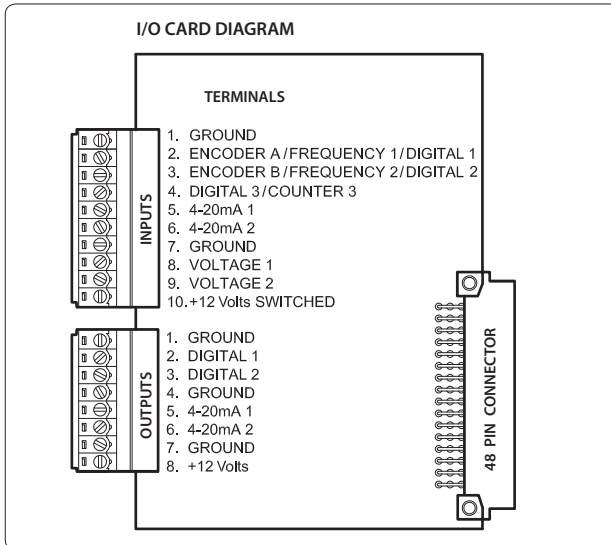 I/O CARD DIAGRAM
TERMINALS
INPUTS
1. GROUND
2. ENCODER A/FREQUENCY 1/DIGITAL 1
3. ENCODER B/FREQUENCY 2/DIGITAL 2
4. DIGITAL 3/COUNTER 3
5. 4-20mA 1
6. 4-20mA 2
7. GROUND
8. VOLTAGE 1
9. VOLTAGE 2
10.+12 Volts SWITCHED
OUTPUTS
1. GROUND
2. DIGITAL 1
3. DIGITAL 2
4. GROUND
5. 4-20mA 1
6. 4-20mA 2
7. GROUND
8. +12 Volts
48 PIN CONNECTOR